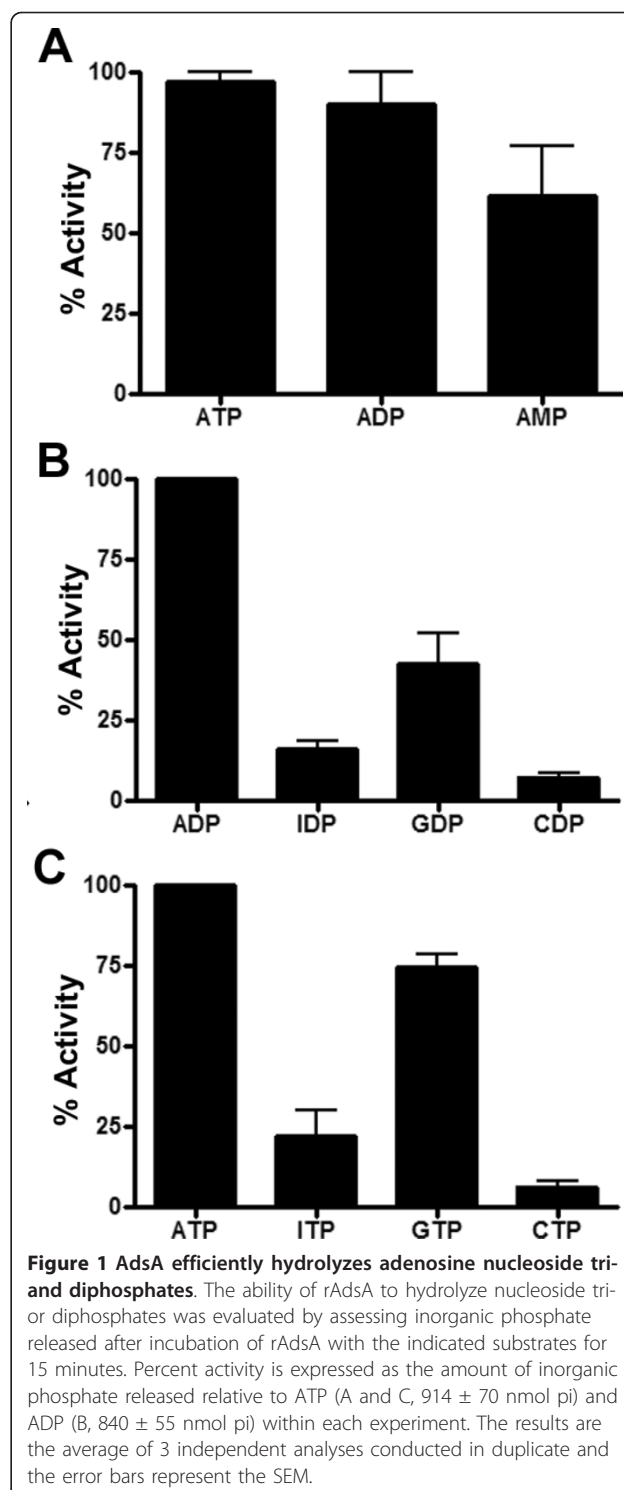 A
100
75
50
25
0
% Activity
ATP ADP AMP
B
100
75
50
25
0
% Activity
ADP IDP GDP CDP
C
100
75
50
25
0
% Activity
ATP ITP GTP CTP
Figure 1 AdsA efficiently hydrolyzes adenosine nucleoside tri-
and diphosphates. The ability of rAdsA to hydrolyze nucleoside tri-
or diphosphates was evaluated by assessing inorganic phosphate
released after incubation of rAdsA with the indicated substrates for
15 minutes. Percent activity is expressed as the amount of inorganic
phosphate released relative to ATP (A and C, 914 ± 70 nmol pi) and
ADP (B, 840 ± 55 nmol pi) within each experiment. The results are
the average of 3 independent analyses conducted in duplicate and
the error bars represent the SEM.